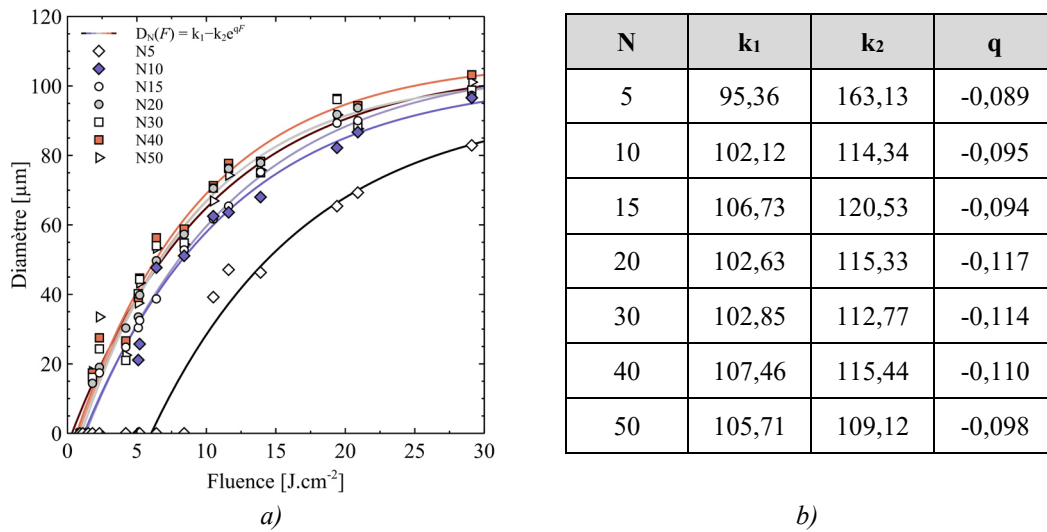 120
100
80
60
40
20
0
Diamètre [µm]
D_N(F) = k₁–k₂e^{qF}
N5
N10
N15
N20
N30
N40
N50
0 5 10 15 20 25 30
Fluence [J.cm⁻²]
a)
N k₁ k₂ q
5 95,36 163,13 -0,089
10 102,12 114,34 -0,095
15 106,73 120,53 -0,094
20 102,63 115,33 -0,117
30 102,85 112,77 -0,114
40 107,46 115,44 -0,110
50 105,71 109,12 -0,098
b)